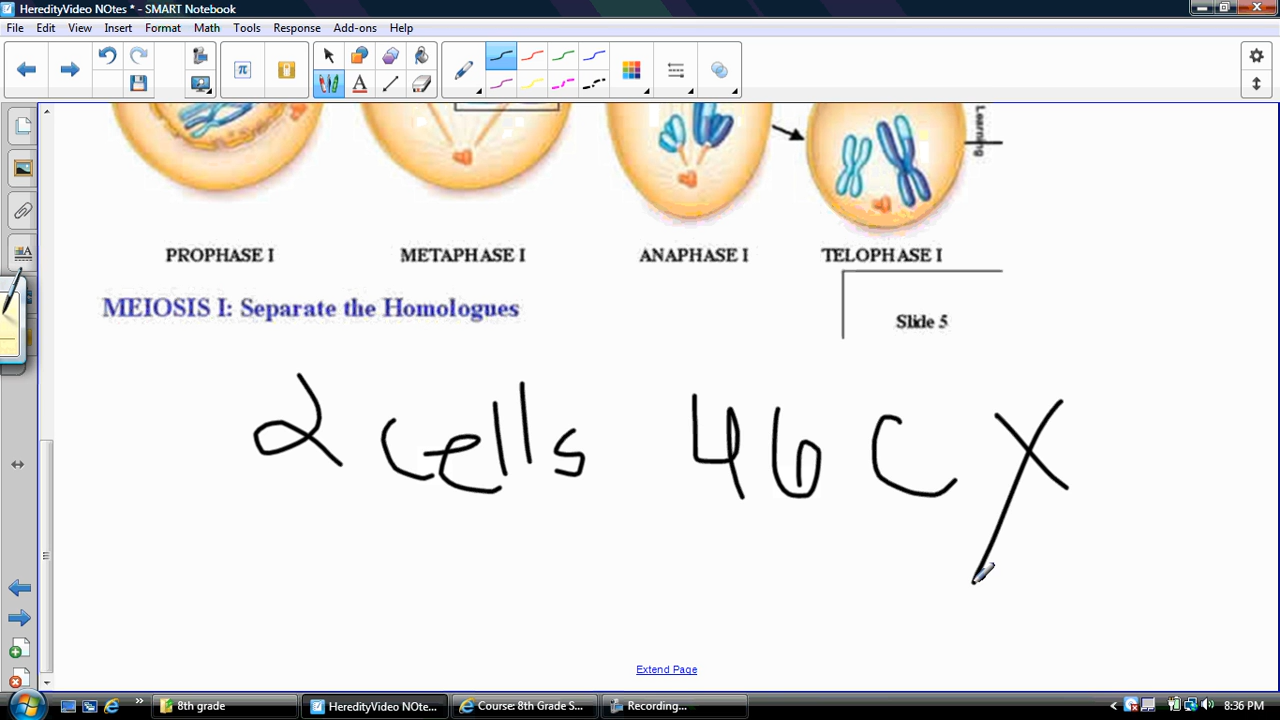 HeredityVideo NOtes * - SMART Notebook
File Edit View Insert Format Math Tools Response Add-ons Help
Learning
PROPHASE I METAPHASE I ANAPHASE I TELOPHASE I
MEIOSIS I: Separate the Homologues
Slide 5
2 cells 46 C X
Extend Page
8th grade HeredityVideo NOte... Course: 8th Grade S... Recording... 8:36 PM